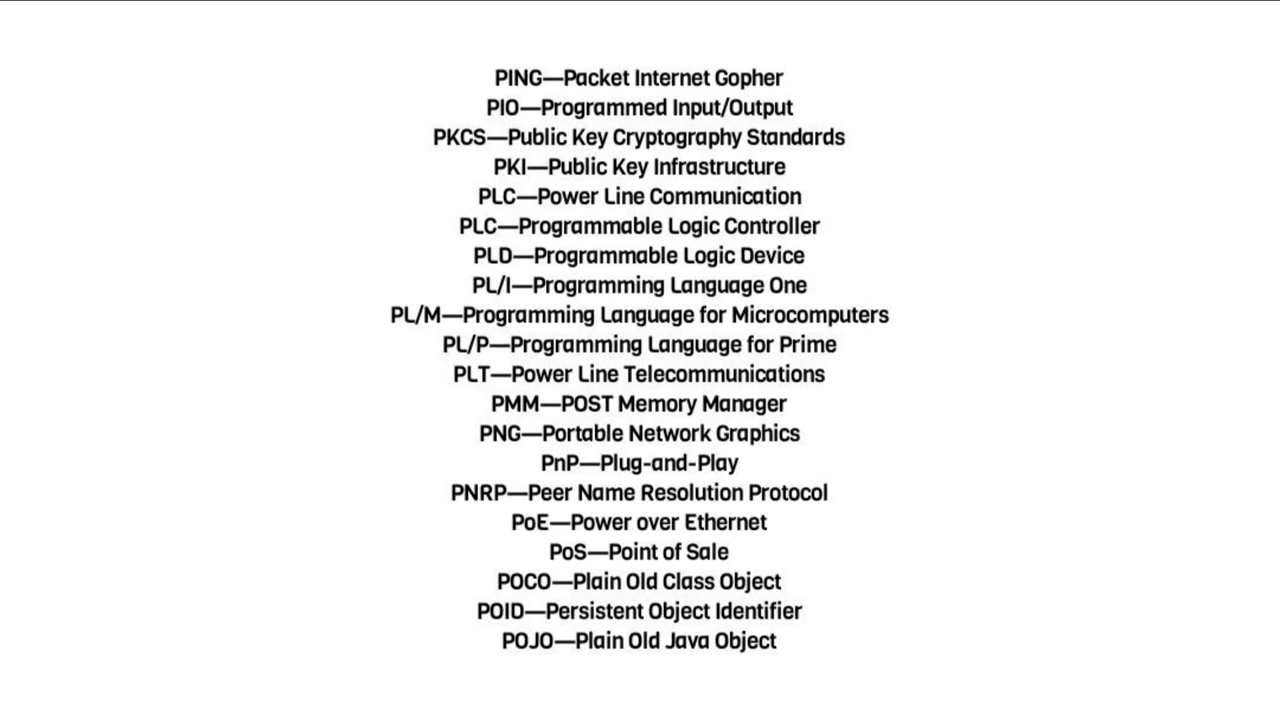 PING—Packet Internet Gopher
PIO—Programmed Input/Output
PKCS—Public Key Cryptography Standards
PKI—Public Key Infrastructure
PLC—Power Line Communication
PLC—Programmable Logic Controller
PLD—Programmable Logic Device
PL/I—Programming Language One
PL/M—Programming Language for Microcomputers
PL/P—Programming Language for Prime
PLT—Power Line Telecommunications
PMM—POST Memory Manager
PNG—Portable Network Graphics
PnP—Plug-and-Play
PNRP—Peer Name Resolution Protocol
PoE—Power over Ethernet
PoS—Point of Sale
POCO—Plain Old Class Object
POID—Persistent Object Identifier
POJO—Plain Old Java Object